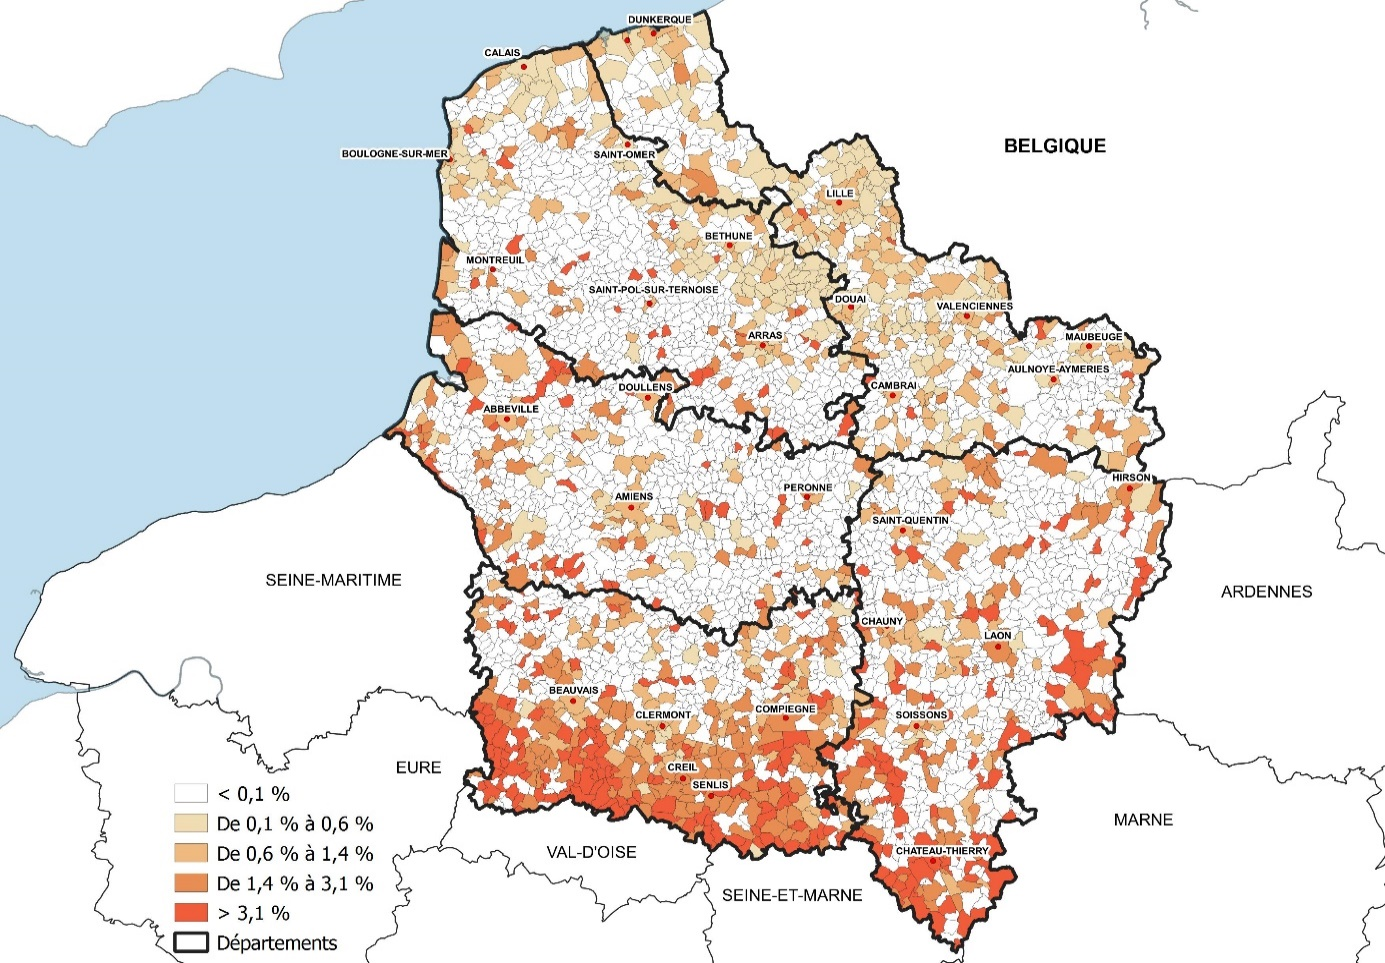 DUNKERQUE
CALAIS
BOULOGNE-SUR-MER
SAINT-OMER
BELGIQUE
LILLE
BETHUNE
MONTREUIL
SAINT-POL-SUR-TERNOISE
DOUAI
VALENCIENNES
ARRAS
MAUBEUGE
AULNOYE-AYMERIES
DOULLENS
CAMBRAI
ABBEVILLE
HIRSON
AMIENS
PERONNE
SAINT-QUENTIN
SEINE-MARITIME
ARDENNES
CHAUNY
LAON
BEAUVAIS
CLERMONT
COMPIEGNE
SOISSONS
EURE
CREIL
SENLIS
MARNE
VAL-D'OISE
CHATEAU-THIERRY
SEINE-ET-MARNE
< 0,1 %
De 0,1 % à 0,6 %
De 0,6 % à 1,4 %
De 1,4 % à 3,1 %
> 3,1 %
Départements